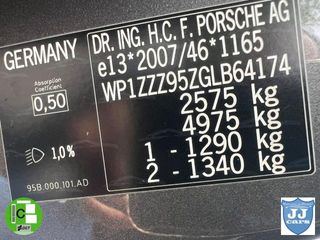 GERMANY
DR. ING. H.C. F. PORSCHE AG
e13*2007/46*1165
WP1ZZZ95ZGLB64174
Absorption
Coefficient
0,50
2575 kg
4975 kg
1 - 1290 kg
2 - 1340 kg
1,0%
95B.000.101.AD
C
JJ
CARS